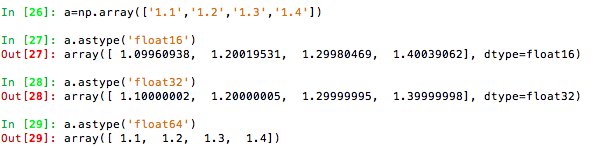 In [26]: a=np.array(['1.1','1.2','1.3','1.4'])
In [27]: a.astype('float16')
Out[27]: array([ 1.09960938,  1.20019531,  1.29980469,  1.40039062], dtype=float16)
In [28]: a.astype('float32')
Out[28]: array([ 1.10000002,  1.20000005,  1.29999995,  1.39999998], dtype=float32)
In [29]: a.astype('float64')
Out[29]: array([ 1.1,  1.2,  1.3,  1.4])